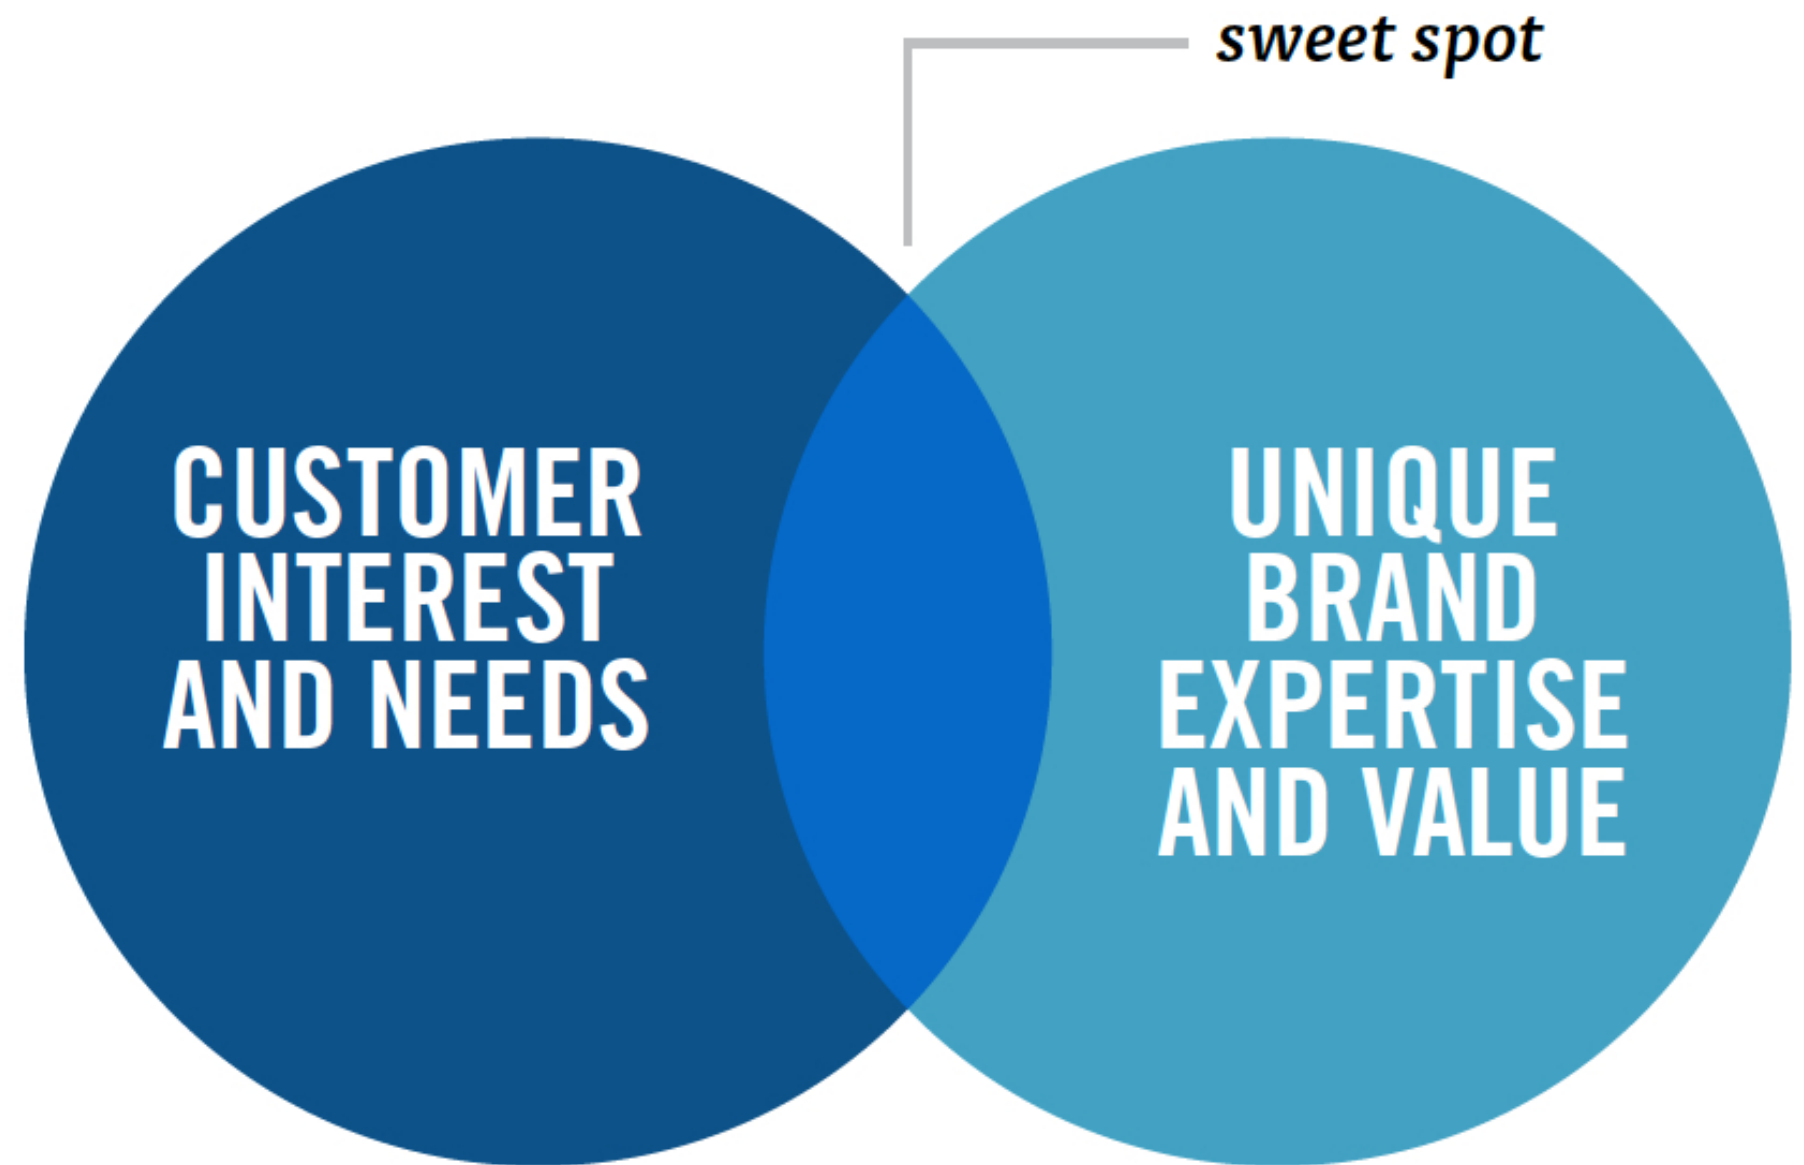 sweet spot
CUSTOMER
INTEREST
AND NEEDS
UNIQUE
BRAND
EXPERTISE
AND VALUE